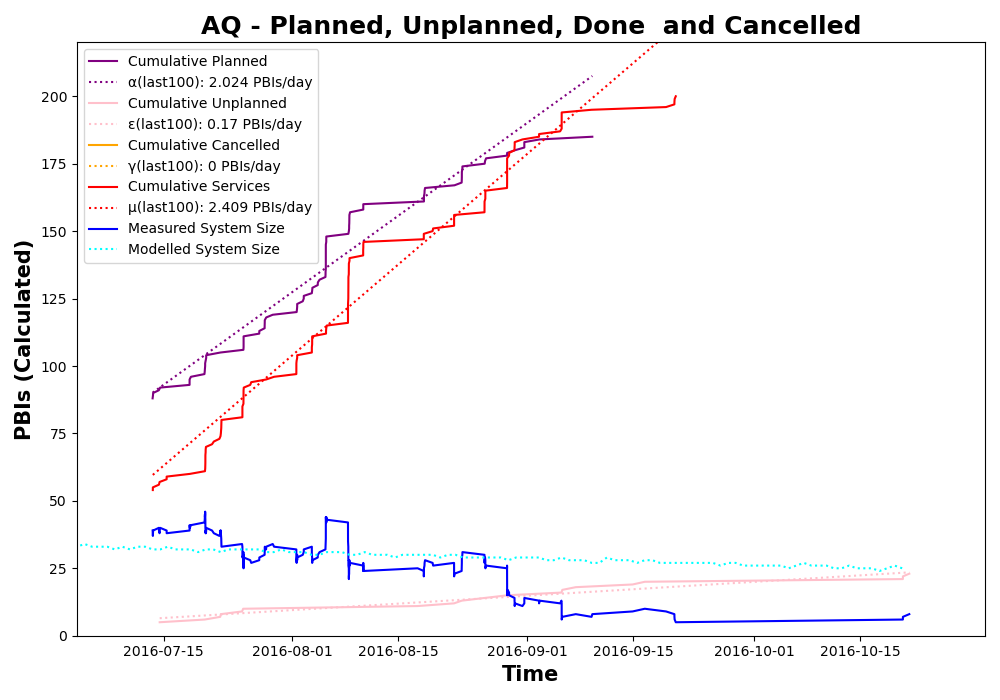 AQ - Planned, Unplanned, Done  and Cancelled
Cumulative Planned
α(last100): 2.024 PBIs/day
Cumulative Unplanned
ε(last100): 0.17 PBIs/day
Cumulative Cancelled
γ(last100): 0 PBIs/day
Cumulative Services
μ(last100): 2.409 PBIs/day
Measured System Size
Modelled System Size
PBIs (Calculated)
200
175
150
125
100
75
50
25
0
2016-07-15
2016-08-01
2016-08-15
2016-09-01
2016-09-15
2016-10-01
2016-10-15
Time